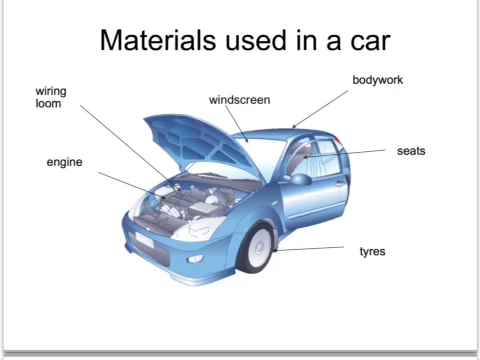 Materials used in a car
bodywork
wiring
loom
windscreen
seats
engine
tyres